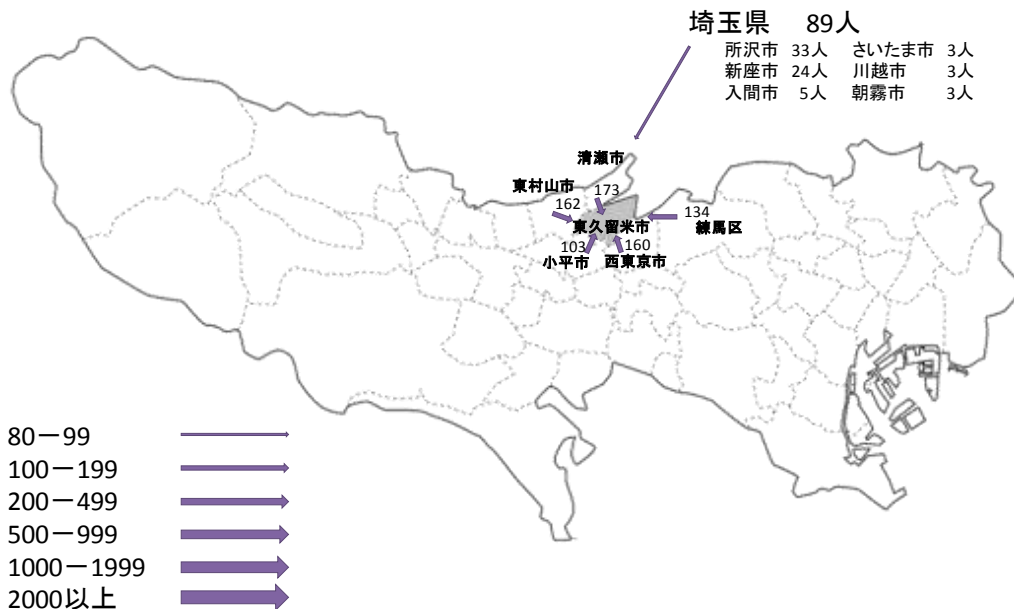 埼玉県 89人
所沢市 33人 さいたま市 3人
新座市 24人 川越市 3人
入間市 5人 朝霧市 3人
清瀬市
東村山市
173
162
134
東久留米市
練馬区
103
160
小平市
西東京市
80－99
100－199
200－499
500－999
1000－1999
2000以上